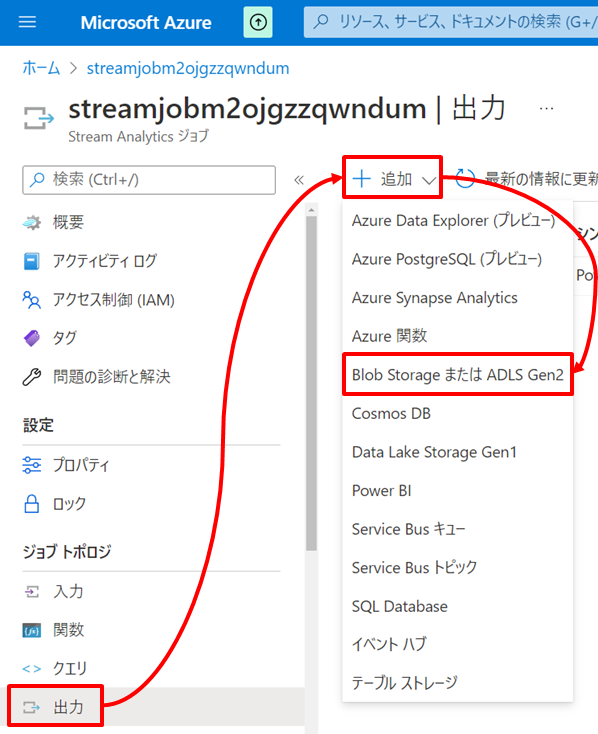 Microsoft Azure
リソース、サービス、ドキュメントの検索 (G+/
ホーム > streamjobm2ojgzzqwndum
streamjobm2ojgzzqwndum | 出力 ...
Stream Analytics ジョブ
検索 (Ctrl+/)
«
+ 追加
最新の情報に更新
概要
アクティビティ ログ
アクセス制御 (IAM)
タグ
問題の診断と解決
設定
プロパティ
ロック
ジョブ トポロジ
入力
関数
クエリ
出力
Azure Data Explorer (プレビュー)
Azure PostgreSQL (プレビュー)
Azure Synapse Analytics
Azure 関数
Blob Storage または ADLS Gen2
Cosmos DB
Data Lake Storage Gen1
Power BI
Service Bus キュー
Service Bus トピック
SQL Database
イベント ハブ
テーブル ストレージ
シン
Po